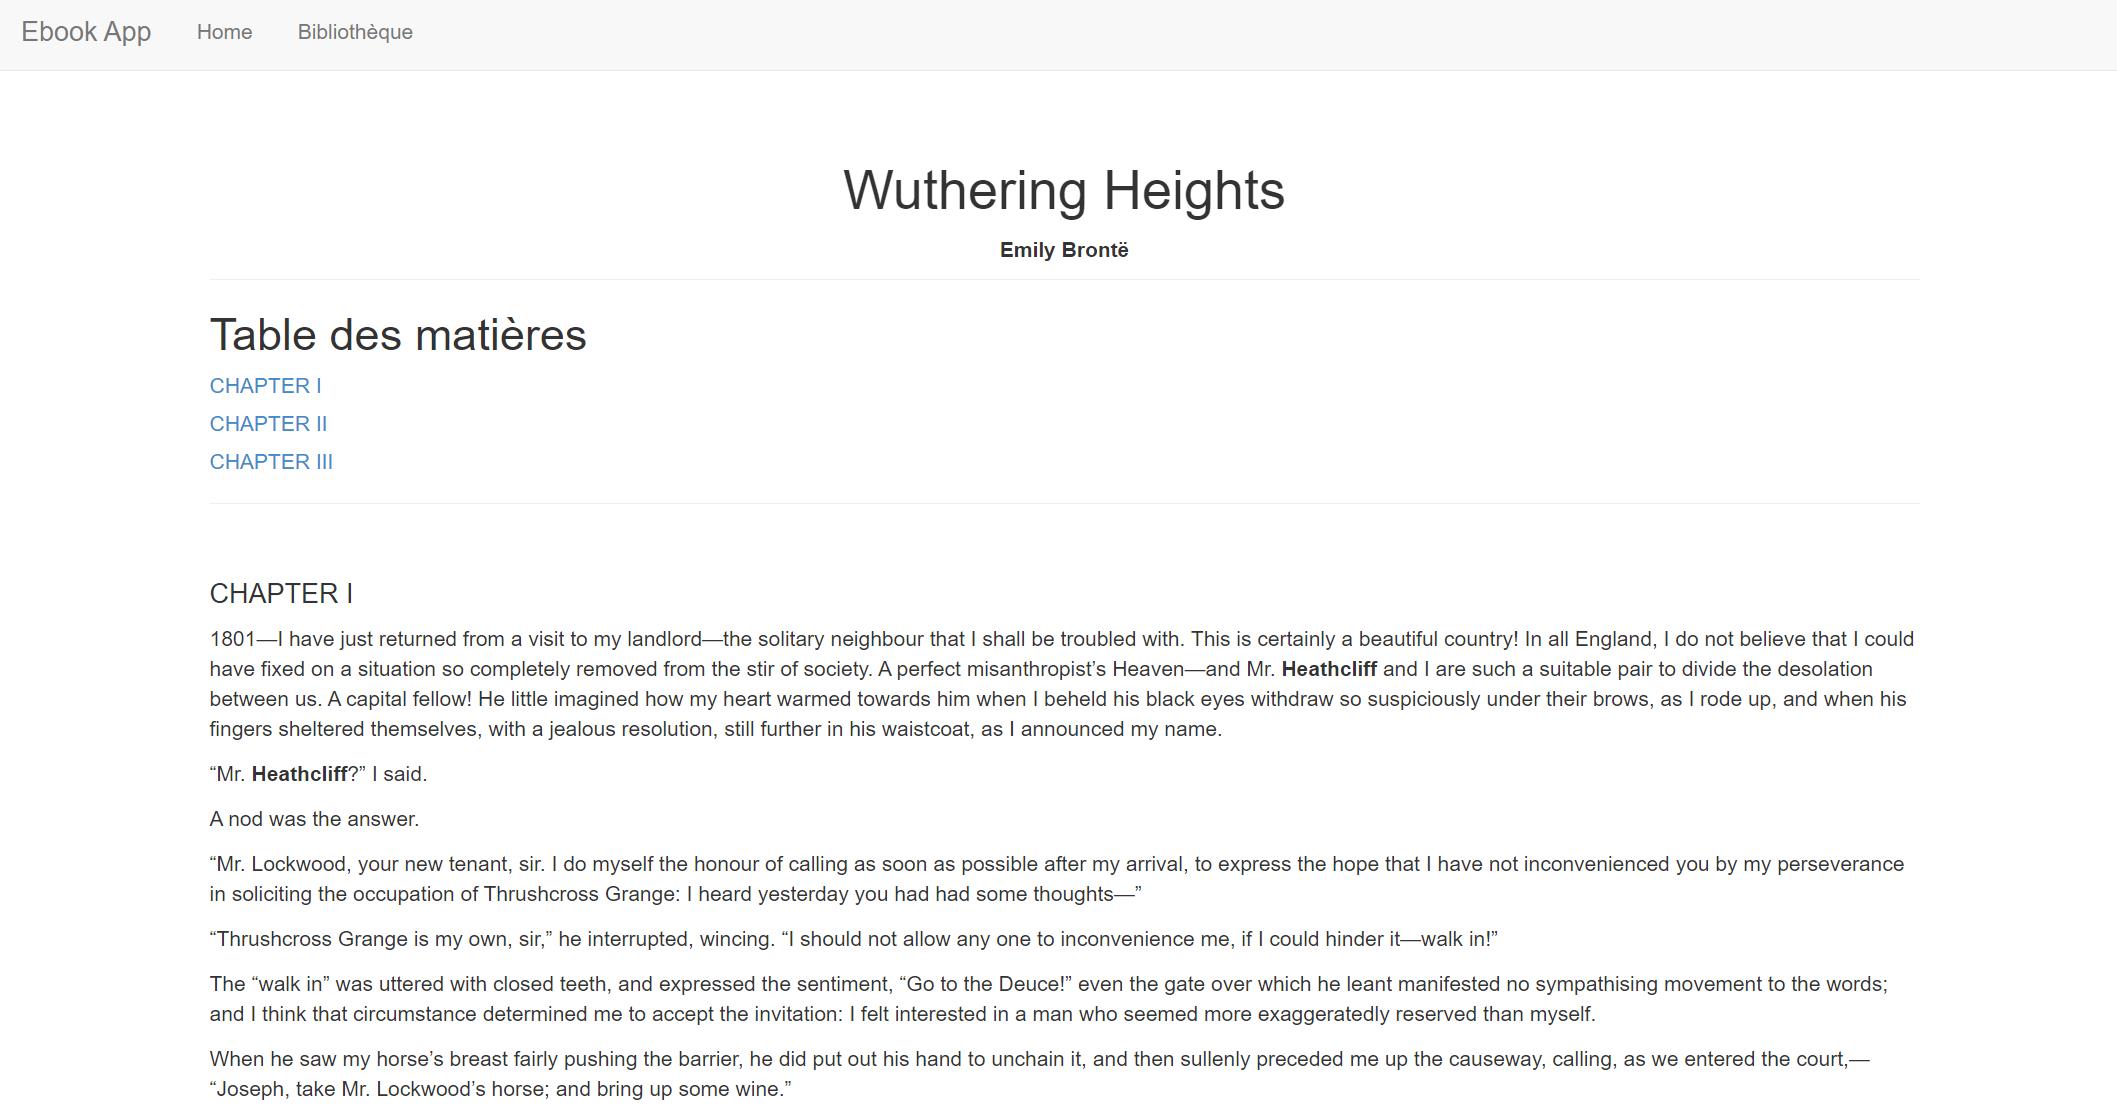 Ebook App Home Bibliothèque
Wuthering Heights
Emily Brontë
Table des matières
CHAPTER I
CHAPTER II
CHAPTER III
CHAPTER I
1801—I have just returned from a visit to my landlord—the solitary neighbour that I shall be troubled with. This is certainly a beautiful country! In all England, I do not believe that I could
have fixed on a situation so completely removed from the stir of society. A perfect misanthropist’s Heaven—and Mr. Heathcliff and I are such a suitable pair to divide the desolation
between us. A capital fellow! He little imagined how my heart warmed towards him when I beheld his black eyes withdraw so suspiciously under their brows, as I rode up, and when his
fingers sheltered themselves, with a jealous resolution, still further in his waistcoat, as I announced my name.
“Mr. Heathcliff?” I said.
A nod was the answer.
“Mr. Lockwood, your new tenant, sir. I do myself the honour of calling as soon as possible after my arrival, to express the hope that I have not inconvenienced you by my perseverance
in soliciting the occupation of Thrushcross Grange: I heard yesterday you had had some thoughts—”
“Thrushcross Grange is my own, sir,” he interrupted, wincing. “I should not allow any one to inconvenience me, if I could hinder it—walk in!”
The “walk in” was uttered with closed teeth, and expressed the sentiment, “Go to the Deuce!” even the gate over which he leant manifested no sympathising movement to the words;
and I think that circumstance determined me to accept the invitation: I felt interested in a man who seemed more exaggeratedly reserved than myself.
When he saw my horse’s breast fairly pushing the barrier, he did put out his hand to unchain it, and then sullenly preceded me up the causeway, calling, as we entered the court,—
“Joseph, take Mr. Lockwood’s horse; and bring up some wine.”